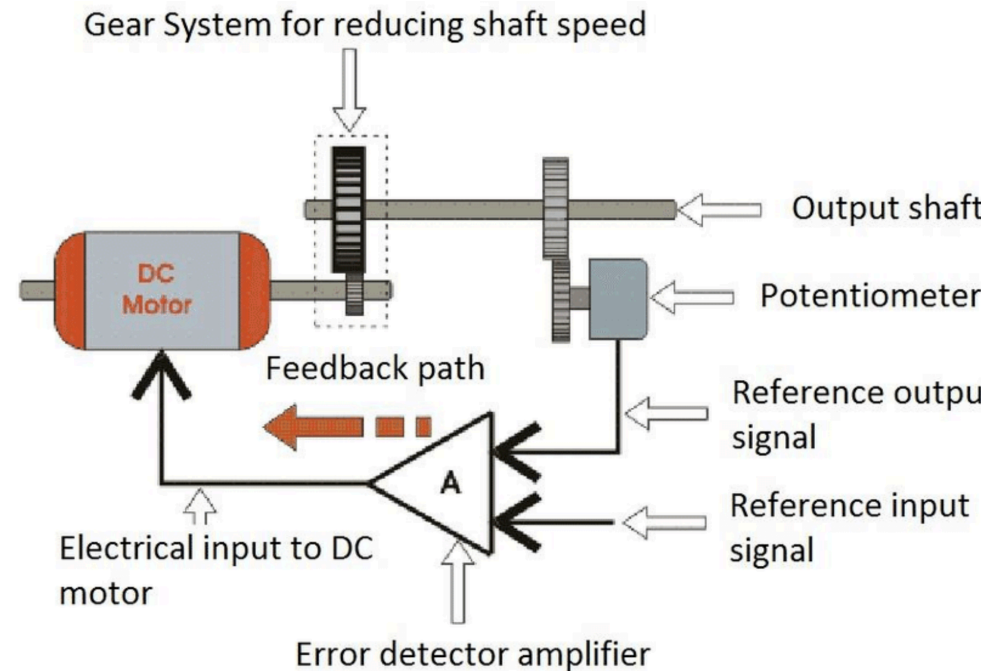 Gear System for reducing shaft speed
Output shaft
DC
Motor
Potentiometer
Feedback path
Reference outpu
signal
A
Reference input
signal
Electrical input to DC
motor
Error detector amplifier